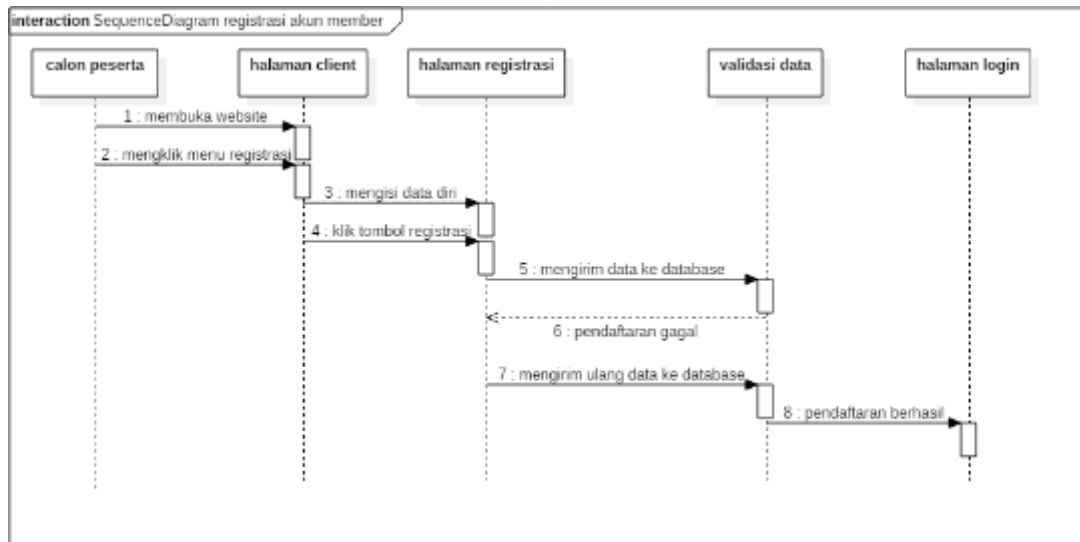 interaction SequenceDiagram registrasi akun member
calon peserta
halaman client
halaman registrasi
validasi data
halaman login
1 : membuka website
2 : mengklik menu registrasi
3 : mengisi data diri
4 : klik tombol registrasi
5 : mengirim data ke database
6 : pendaftaran gagal
7 : mengirim ulang data ke database
8 : pendaftaran berhasil